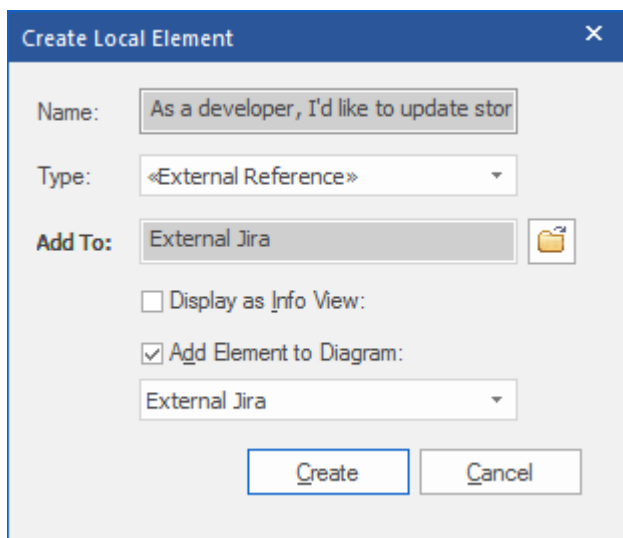 Create Local Element
Name: As a developer, I'd like to update stor
Type: «External Reference»
Add To: External Jira
Display as Info View:
Add Element to Diagram:
External Jira
Create Cancel